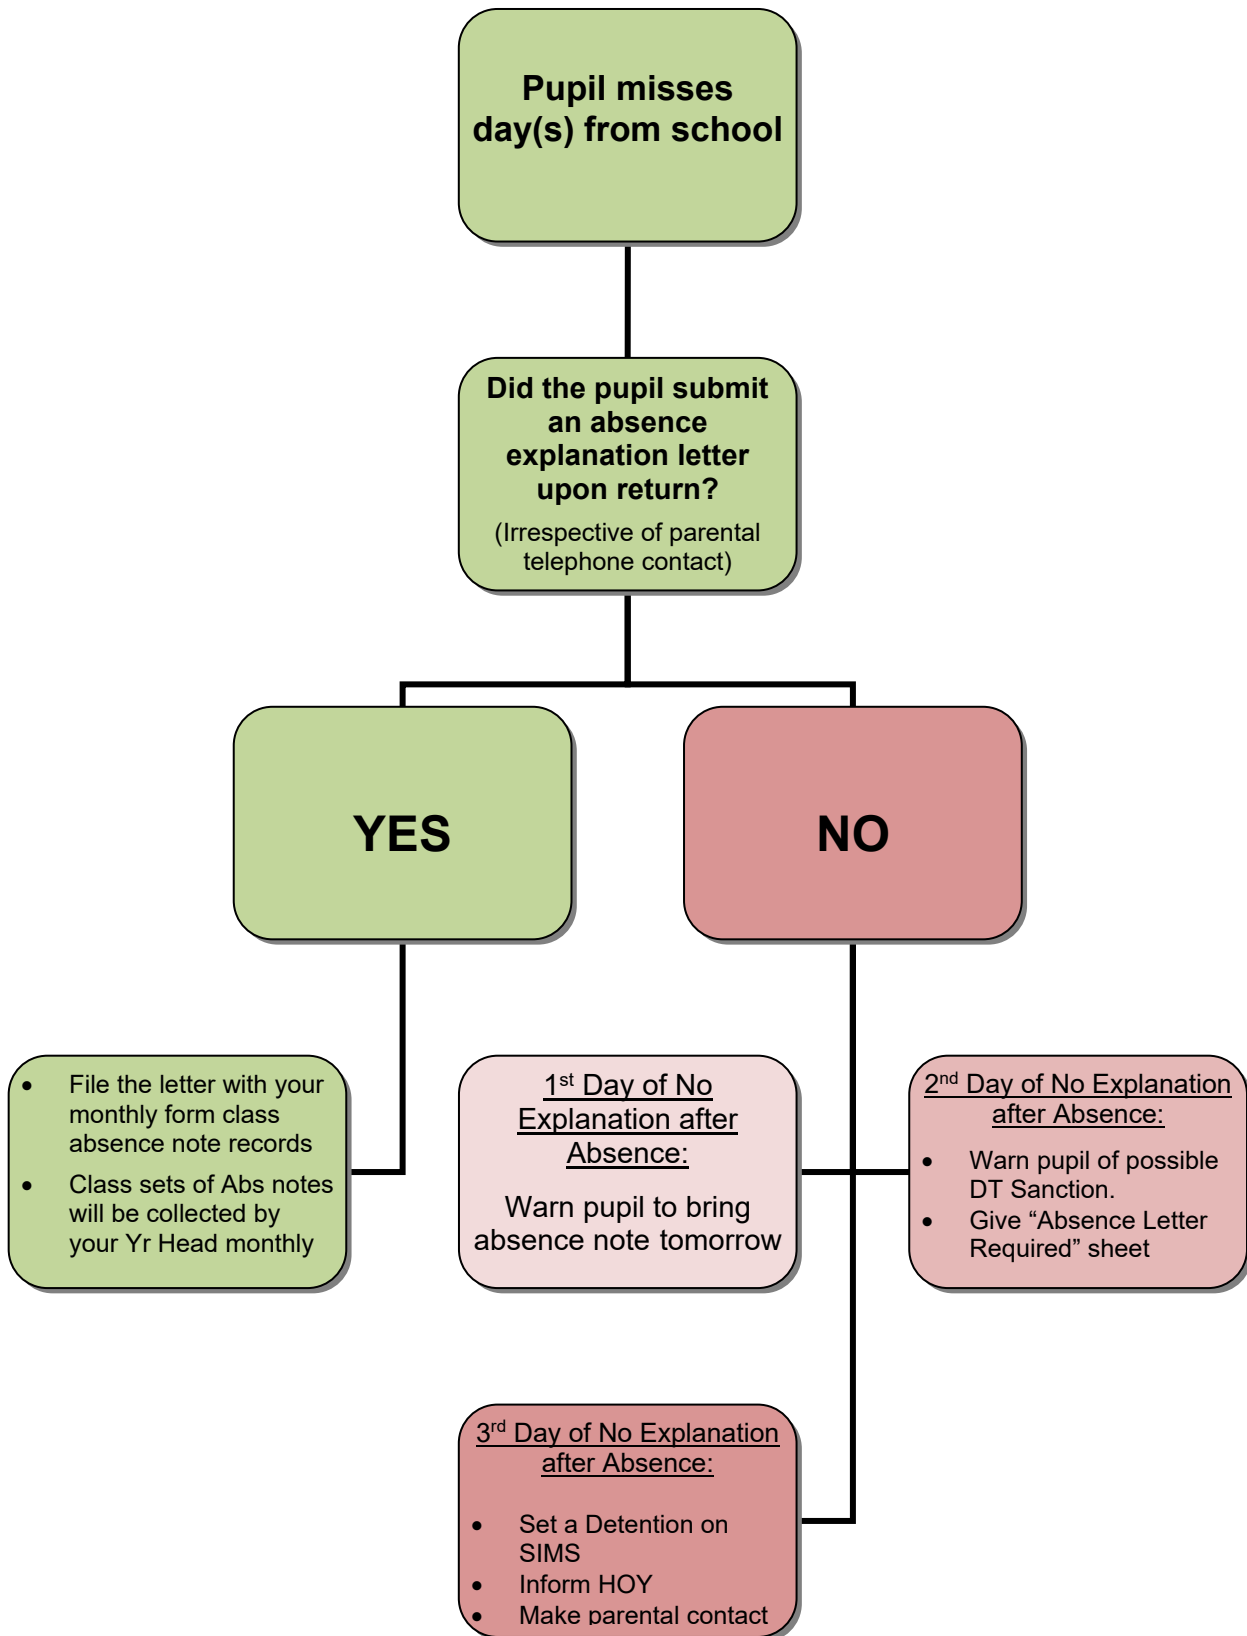 Pupil misses
day(s) from school
Did the pupil submit
an absence
explanation letter
upon return?
(Irrespective of parental
telephone contact)
YES
NO
• File the letter with your
monthly form class
absence note records
• Class sets of Abs notes
will be collected by
your Yr Head monthly
1st Day of No
Explanation after
Absence:
Warn pupil to bring
absence note tomorrow
2nd Day of No Explanation
after Absence:
• Warn pupil of possible
DT Sanction.
• Give “Absence Letter
Required” sheet
3rd Day of No Explanation
after Absence:
• Set a Detention on
SIMS
• Inform HOY
• Make parental contact